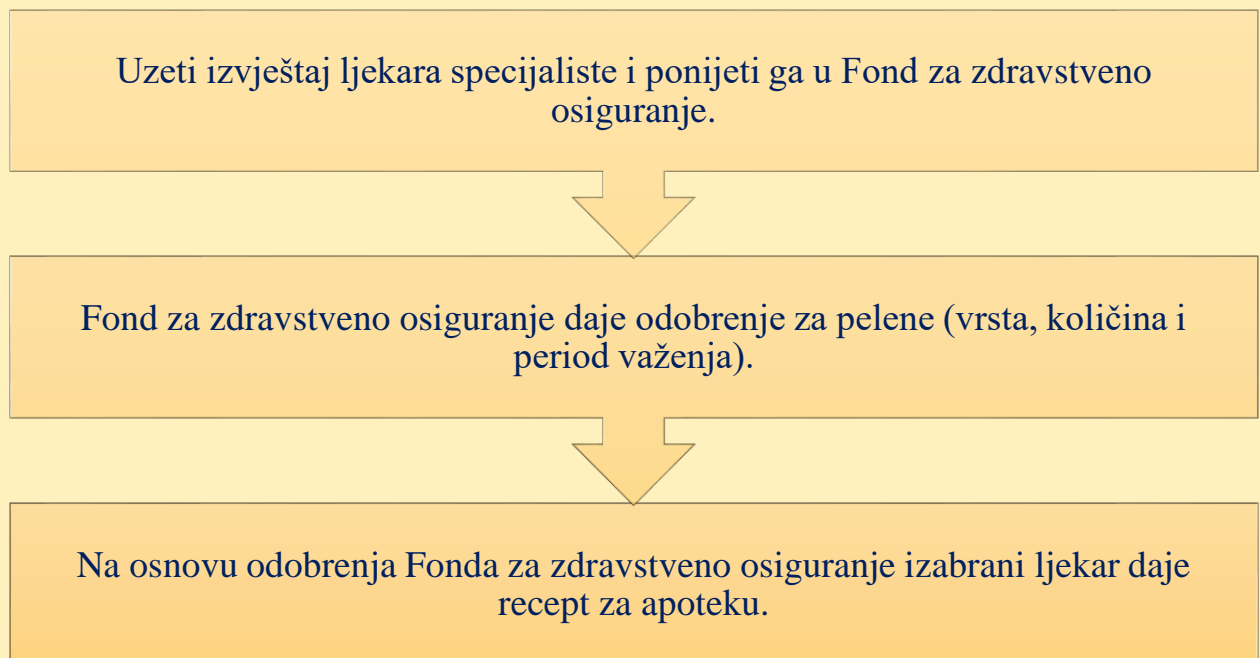 Uzeti izvještaj ljekara specijaliste i ponijeti ga u Fond za zdravstveno
osiguranje.
Fond za zdravstveno osiguranje daje odobrenje za pelene (vrsta, količina i
period važenja).
Na osnovu odobrenja Fonda za zdravstveno osiguranje izabrani ljekar daje
recept za apoteku.